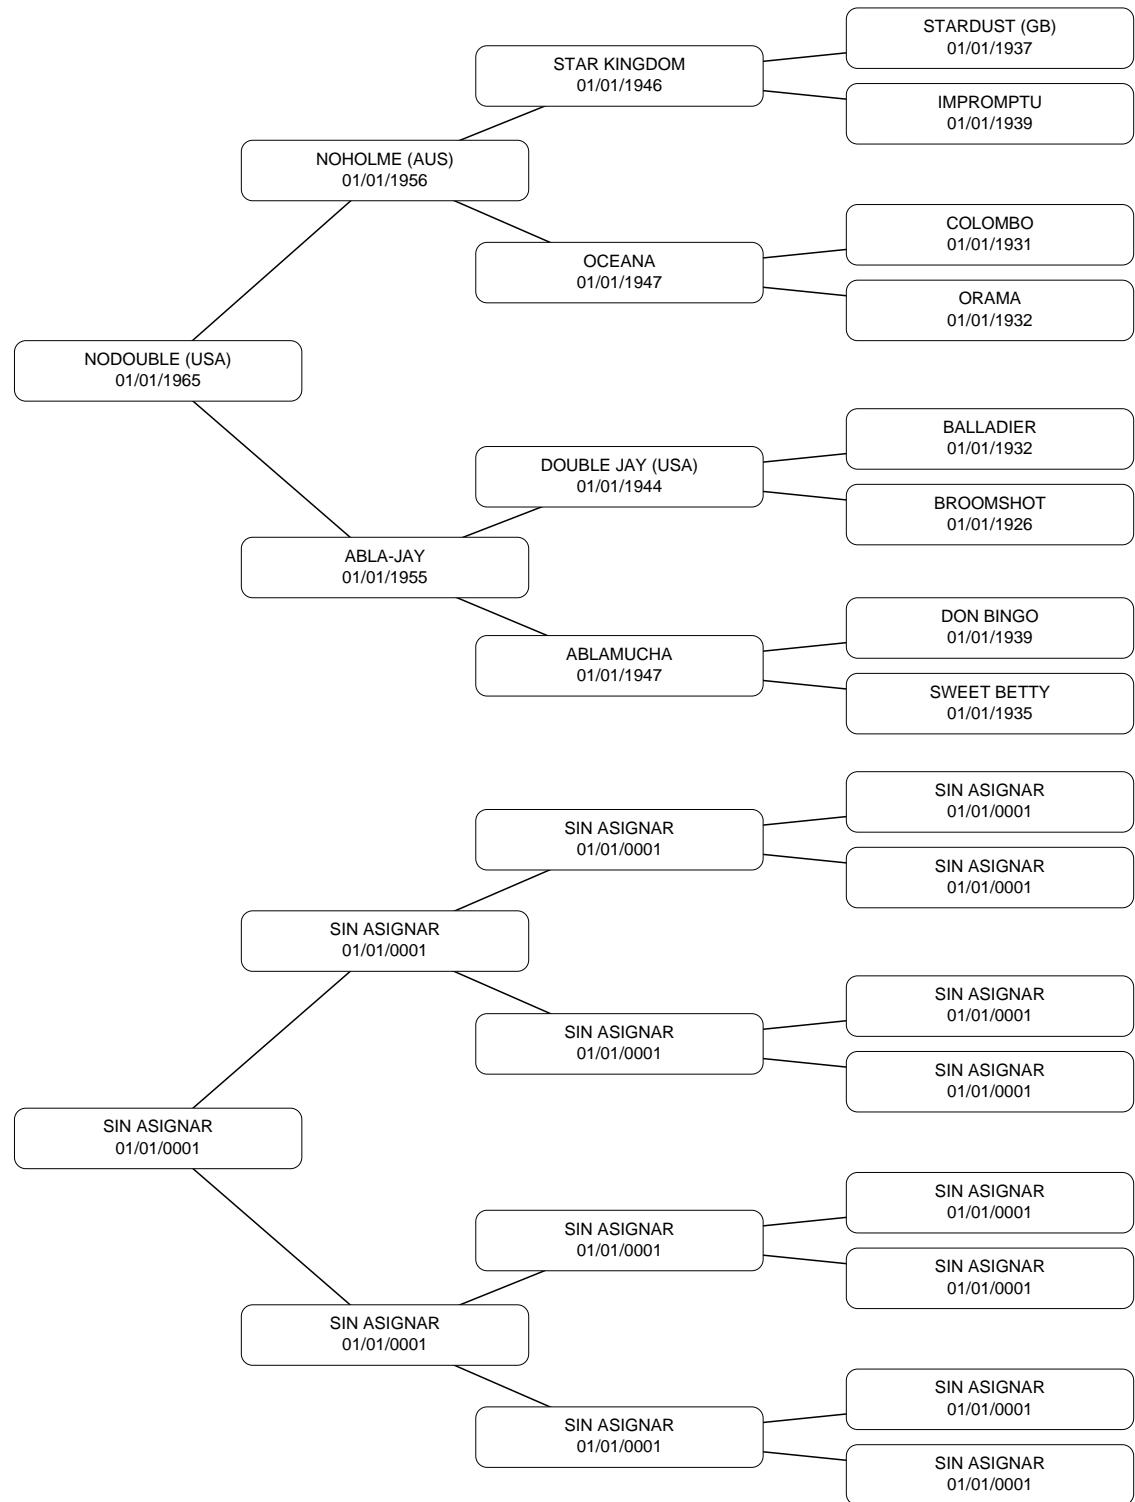 STARDUST (GB)
01/01/1937
STAR KINGDOM
01/01/1946
IMPROMPTU
01/01/1939
NOHOLME (AUS)
01/01/1956
COLOMBO
01/01/1931
OCEANA
01/01/1947
ORAMA
01/01/1932
NODOUBLE (USA)
01/01/1965
BALLADIER
01/01/1932
DOUBLE JAY (USA)
01/01/1944
BROOMSHOT
01/01/1926
ABLA-JAY
01/01/1955
DON BINGO
01/01/1939
ABLAMUCHA
01/01/1947
SWEET BETTY
01/01/1935
SIN ASIGNAR
01/01/0001
SIN ASIGNAR
01/01/0001
SIN ASIGNAR
01/01/0001
SIN ASIGNAR
01/01/0001
SIN ASIGNAR
01/01/0001
SIN ASIGNAR
01/01/0001
SIN ASIGNAR
01/01/0001
SIN ASIGNAR
01/01/0001
SIN ASIGNAR
01/01/0001
SIN ASIGNAR
01/01/0001
SIN ASIGNAR
01/01/0001
SIN ASIGNAR
01/01/0001
SIN ASIGNAR
01/01/0001
SIN ASIGNAR
01/01/0001
SIN ASIGNAR
01/01/0001